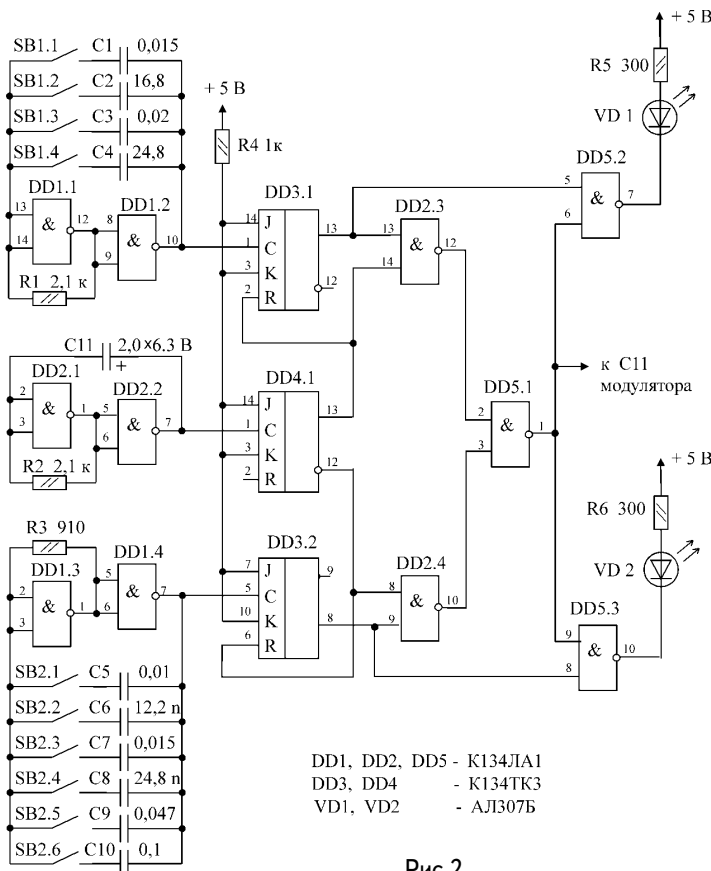 SB1.1 C1 0,015
SB1.2 C2 16,8
SB1.3 C3 0,02
SB1.4 C4 24,8
DD1.1
DD1.2
13
14
&
12
8
9
&
10
R1 2,1 к
+ 5 В
R4 1к
DD3.1
14 J
1 C
3 K
2 R
13
12
DD2.3
13
14
&
12
+ 5 В
R5 300
VD 1
DD5.2
5
6
&
7
C11 2,0×6.3 В
+
DD2.1
DD2.2
2
3
&
1
5
6
&
7
R2 2,1 к
DD4.1
14 J
1 C
3 K
2 R
13
12
DD5.1
2
3
&
1
к С11
модулятора
R3 910
DD1.3
DD1.4
2
3
&
1
5
6
&
7
DD3.2
7 J
5 C
10 K
6 R
9
8
DD2.4
8
9
&
10
+ 5 В
R6 300
VD 2
DD5.3
9
8
&
10
SB2.1 C5 0,01
SB2.2 C6 12,2 n
SB2.3 C7 0,015
SB2.4 C8 24,8 n
SB2.5 C9 0,047
SB2.6 C10 0,1
DD1, DD2, DD5 - К134ЛА1
DD3, DD4 - К134ТК3
VD1, VD2 - АЛ307Б
Рис.2